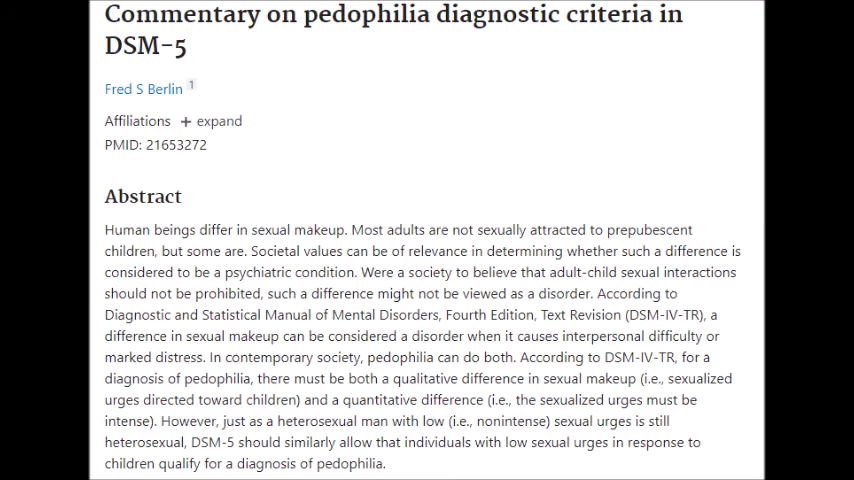 Commentary on pedophilia diagnostic criteria in
DSM-5
Fred S Berlin 1
Affiliations + expand
PMID: 21653272
Abstract
Human beings differ in sexual makeup. Most adults are not sexually attracted to prepubescent
children, but some are. Societal values can be of relevance in determining whether such a difference is
considered to be a psychiatric condition. Were a society to believe that adult-child sexual interactions
should not be prohibited, such a difference might not be viewed as a disorder. According to
Diagnostic and Statistical Manual of Mental Disorders, Fourth Edition, Text Revision (DSM-IV-TR), a
difference in sexual makeup can be considered a disorder when it causes interpersonal difficulty or
marked distress. In contemporary society, pedophilia can do both. According to DSM-IV-TR, for a
diagnosis of pedophilia, there must be both a qualitative difference in sexual makeup (i.e., sexualized
urges directed toward children) and a quantitative difference (i.e., the sexualized urges must be
intense). However, just as a heterosexual man with low (i.e., nonintense) sexual urges is still
heterosexual, DSM-5 should similarly allow that individuals with low sexual urges in response to
children qualify for a diagnosis of pedophilia.